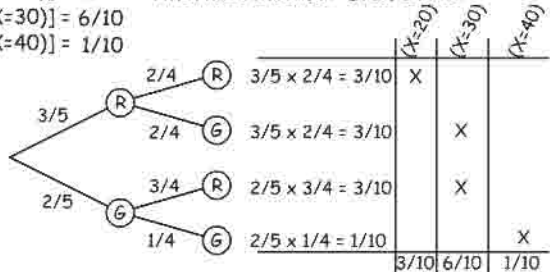 X=30)] = 6/10
X=40)] = 1/10
(X=20) (X=30) (X=40)
2/4 R 3/5 x 2/4 = 3/10 X
3/5 R
2/4 G 3/5 x 2/4 = 3/10 X
3/4 R 2/5 x 3/4 = 3/10 X
2/5 G
1/4 G 2/5 x 1/4 = 1/10 X
3/10 6/10 1/10